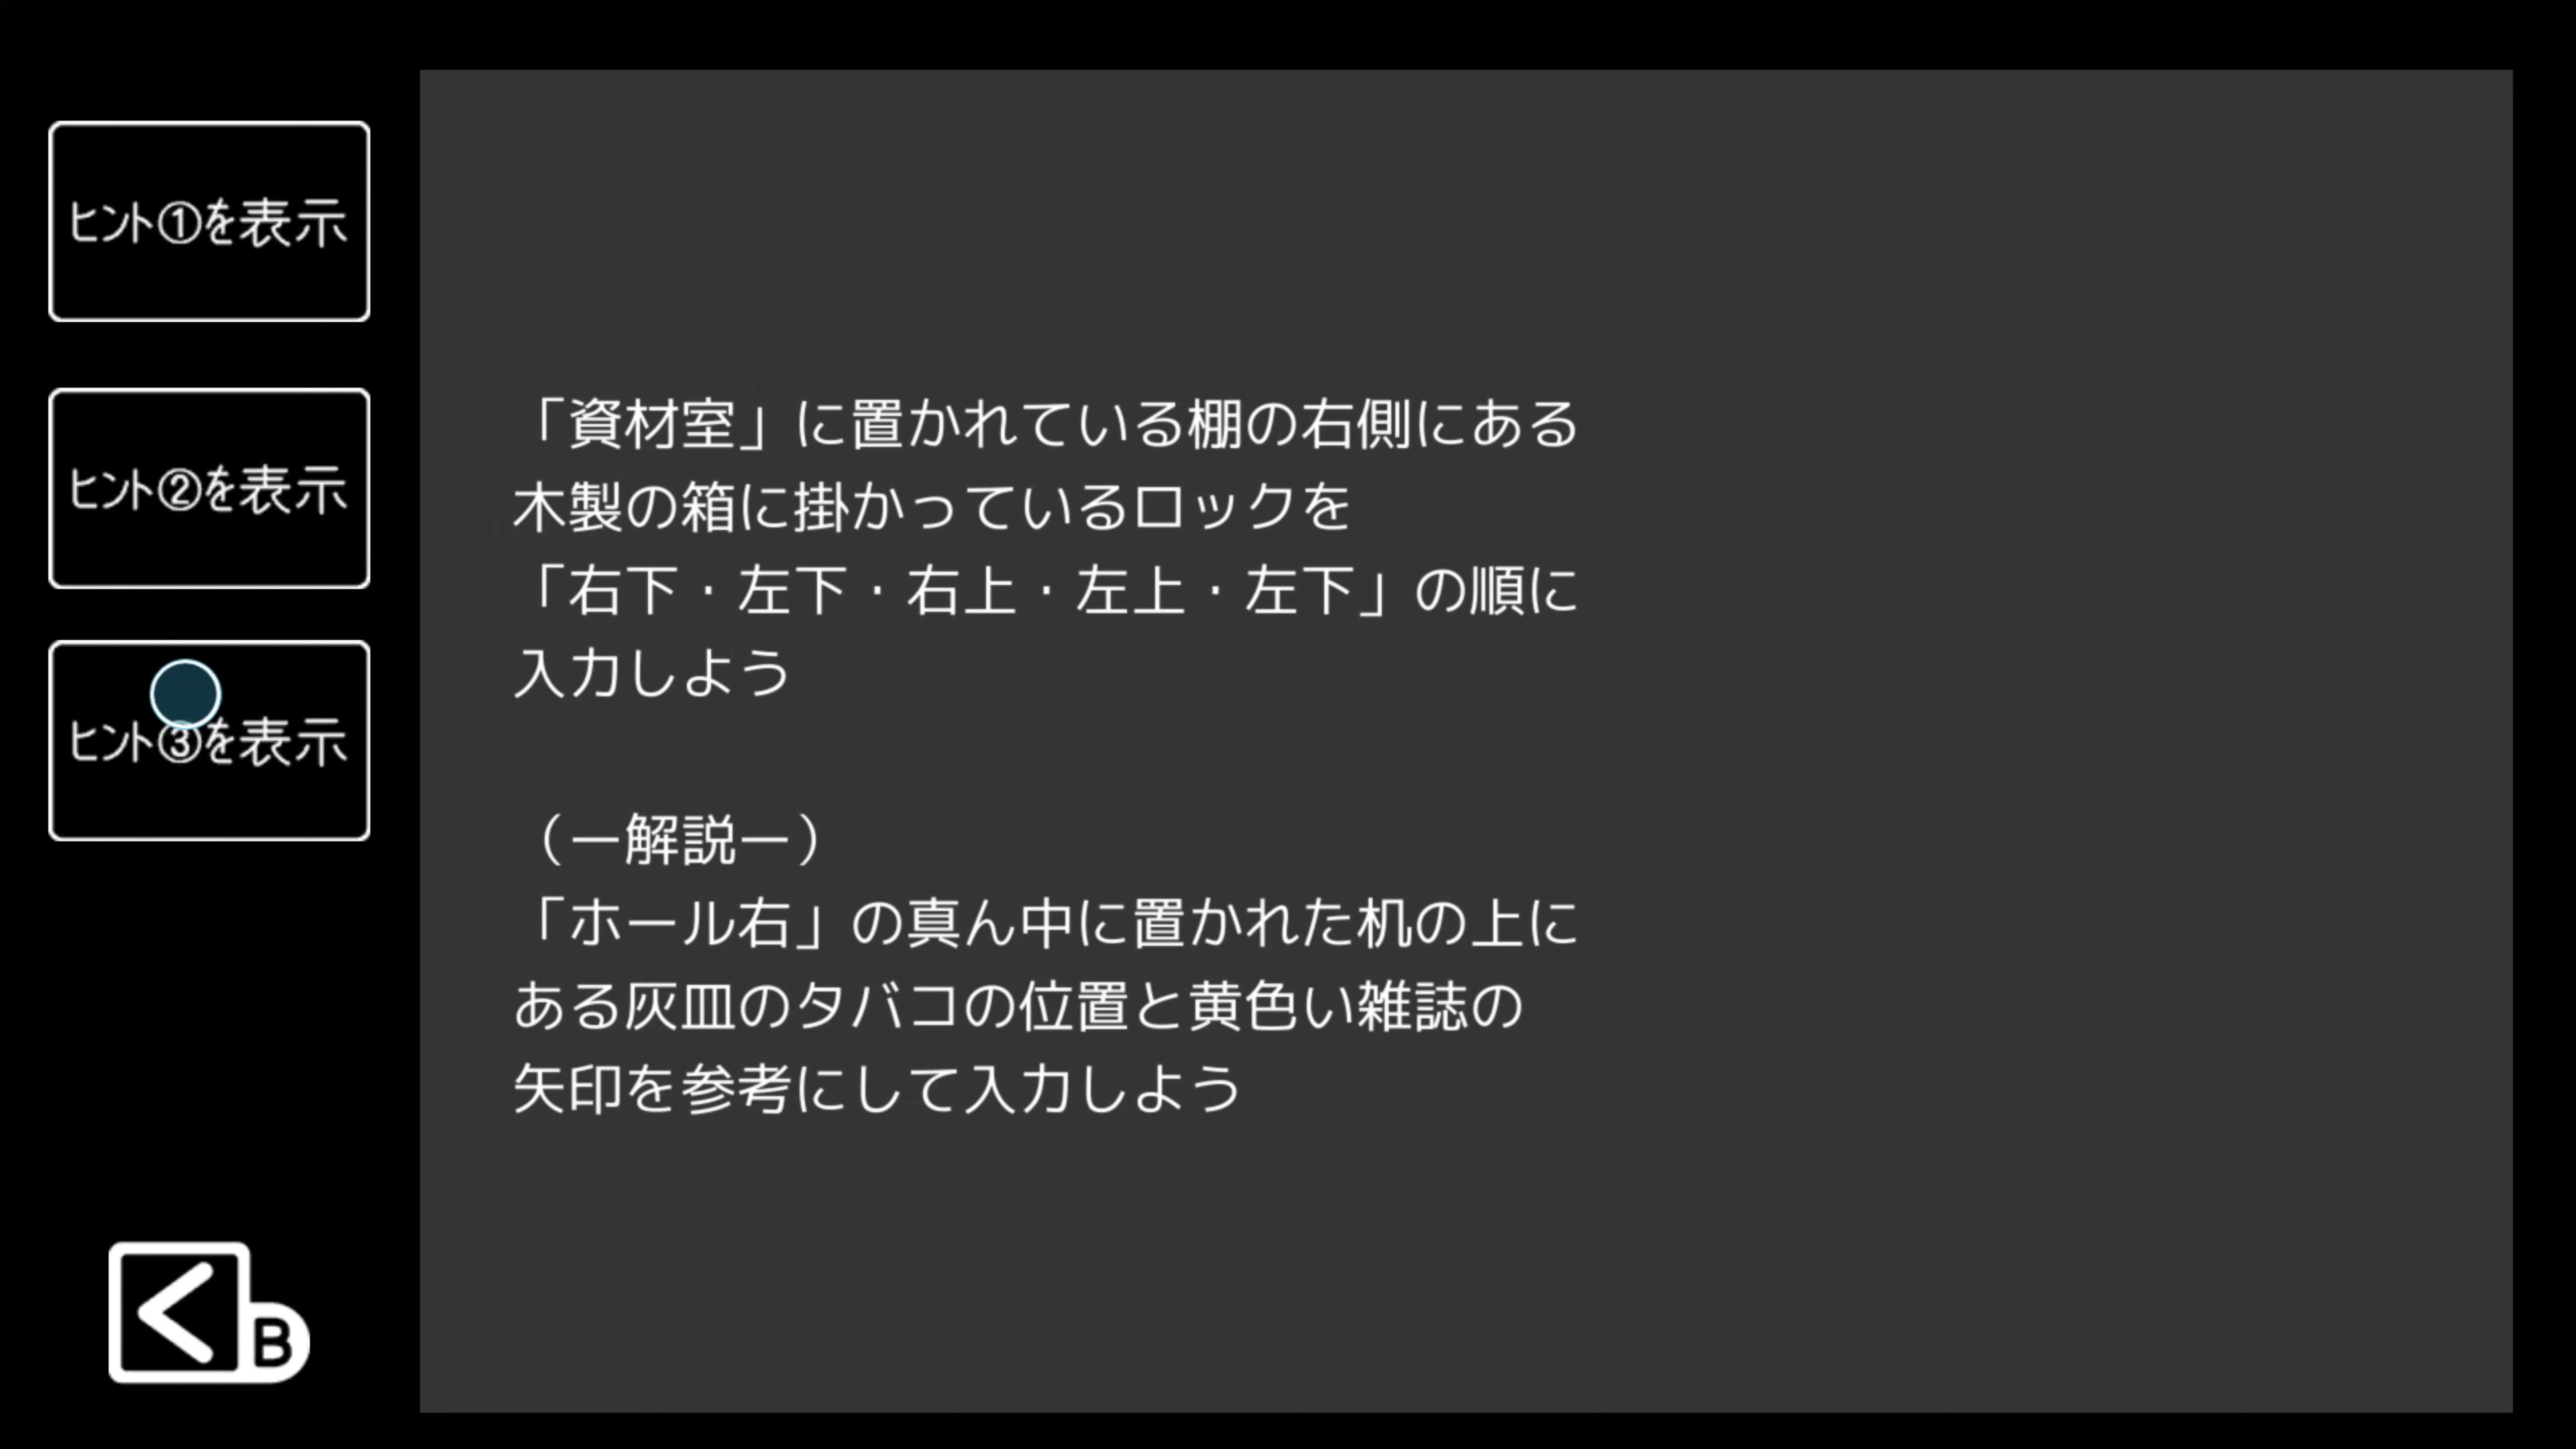 ヒント①を表示
ヒント②を表示
ヒント③を表示
「資材室」に置かれている棚の右側にある
木製の箱に掛かっているロックを
「右下・左下・右上・左上・左下」の順に
入力しよう
（ー解説ー）
「ホール右」の真ん中に置かれた机の上に
ある灰皿のタバコの位置と黄色い雑誌の
矢印を参考にして入力しよう
B